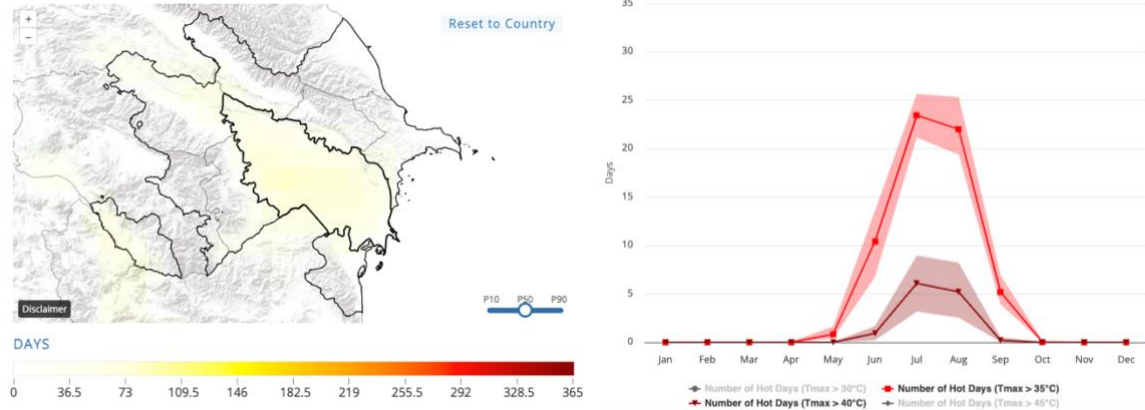 +
−
Reset to Country
Disclaimer
P10 P50 P90
DAYS
0 36.5 73 109.5 146 182.5 219 255.5 292 328.5 365
35
30
25
20
15
10
5
0
Days
Jan Feb Mar Apr May Jun Jul Aug Sep Oct Nov Dec
Number of Hot Days (Tmax > 30°C) Number of Hot Days (Tmax > 35°C)
Number of Hot Days (Tmax > 40°C) Number of Hot Days (Tmax > 45°C)